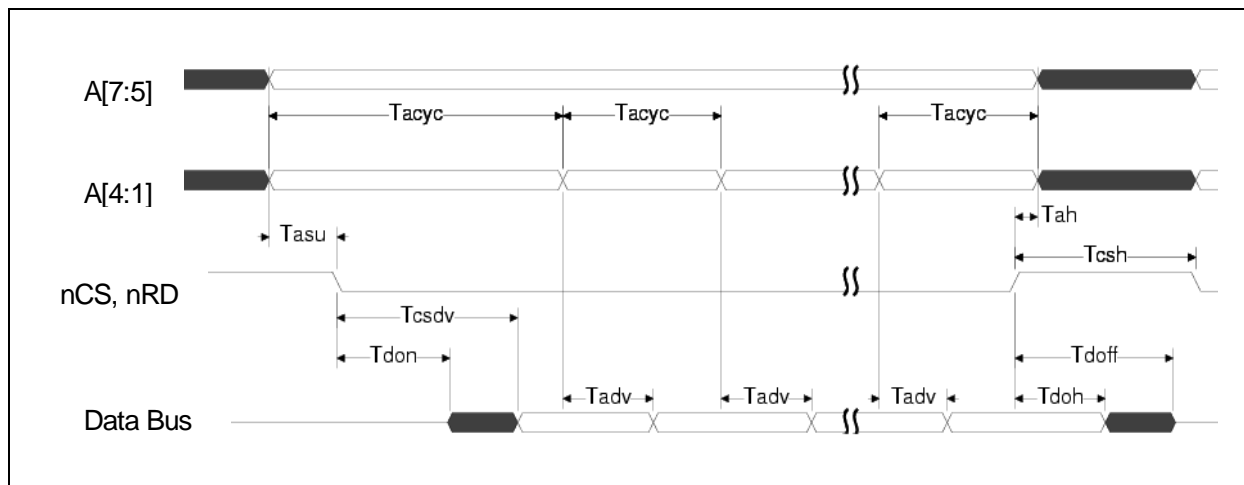 A[7:5]
Tacyc Tacyc Tacyc
A[4:1]
Tah
Tasu
Tcsh
nCS, nRD
Tcsdv
Tdon Tdoff
Tadv Tadv Tadv Tdoh
Data Bus